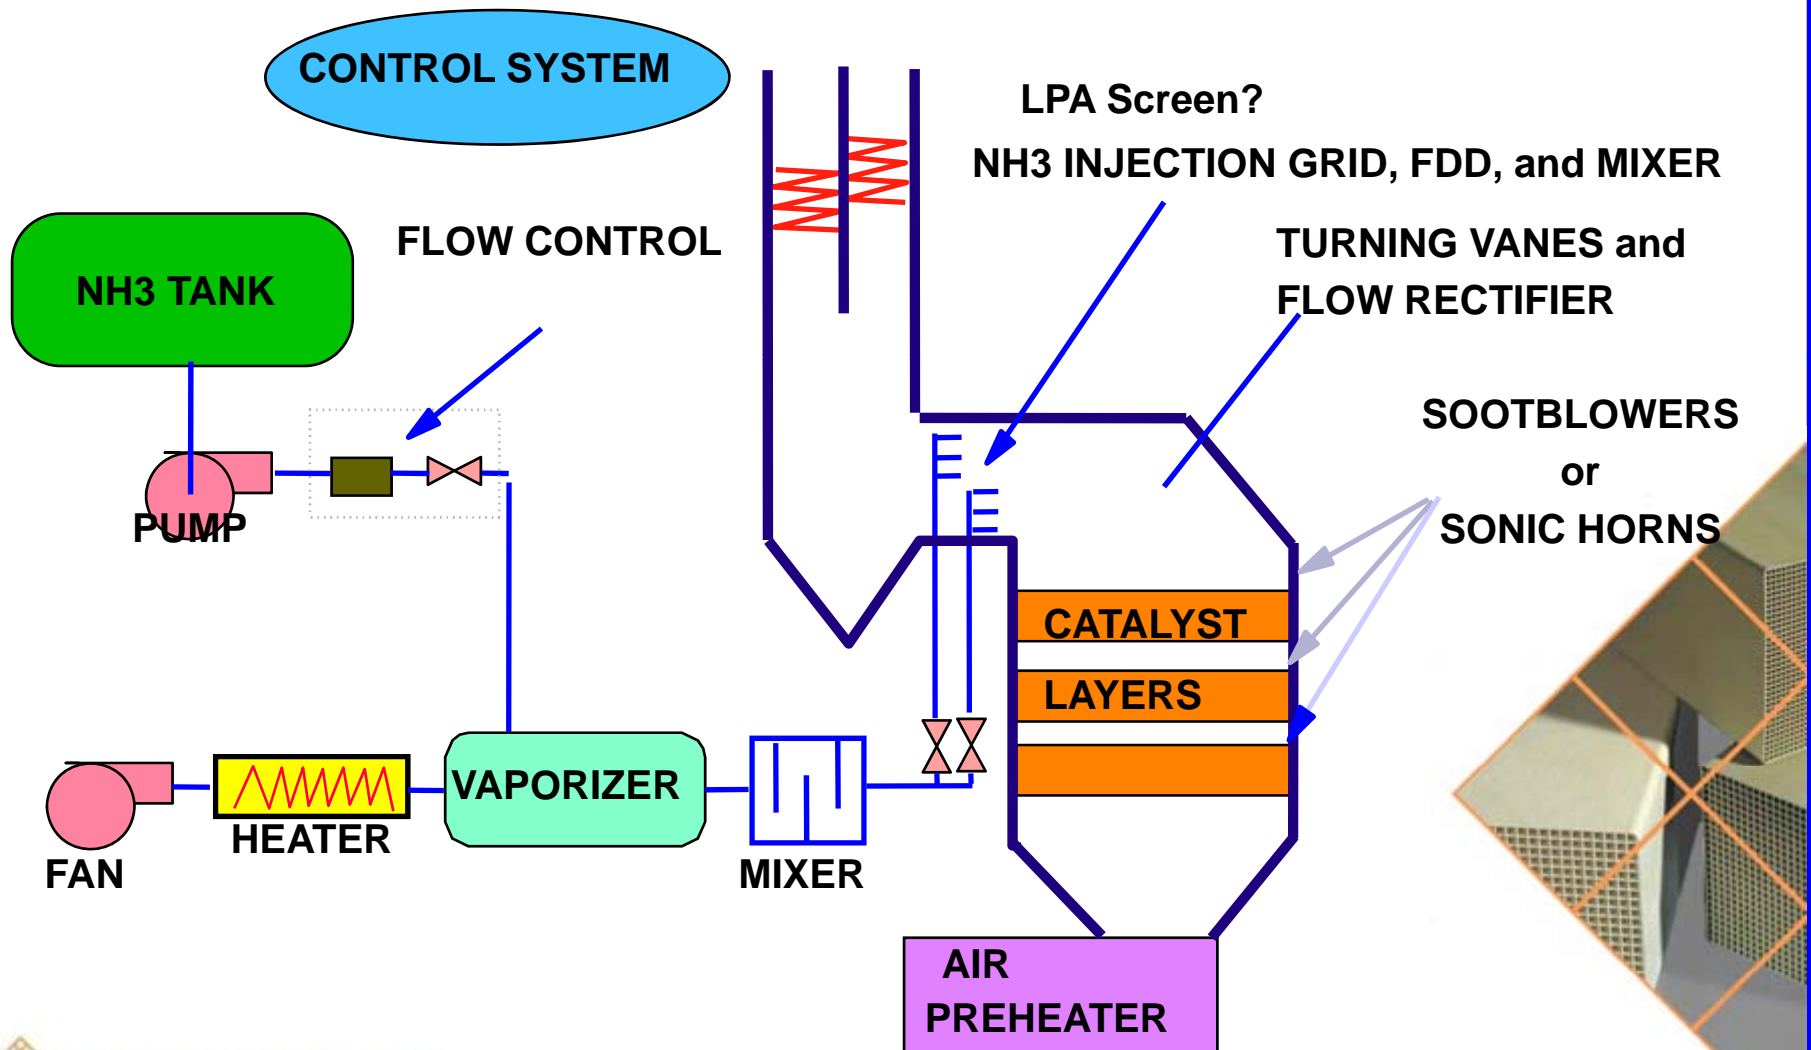 CONTROL SYSTEM
LPA Screen?
NH3 INJECTION GRID, FDD, and MIXER
FLOW CONTROL
TURNING VANES and
FLOW RECTIFIER
NH3 TANK
SOOTBLOWERS
or
SONIC HORNS
PUMP
CATALYST
LAYERS
VAPORIZER
HEATER
FAN
MIXER
AIR
PREHEATER